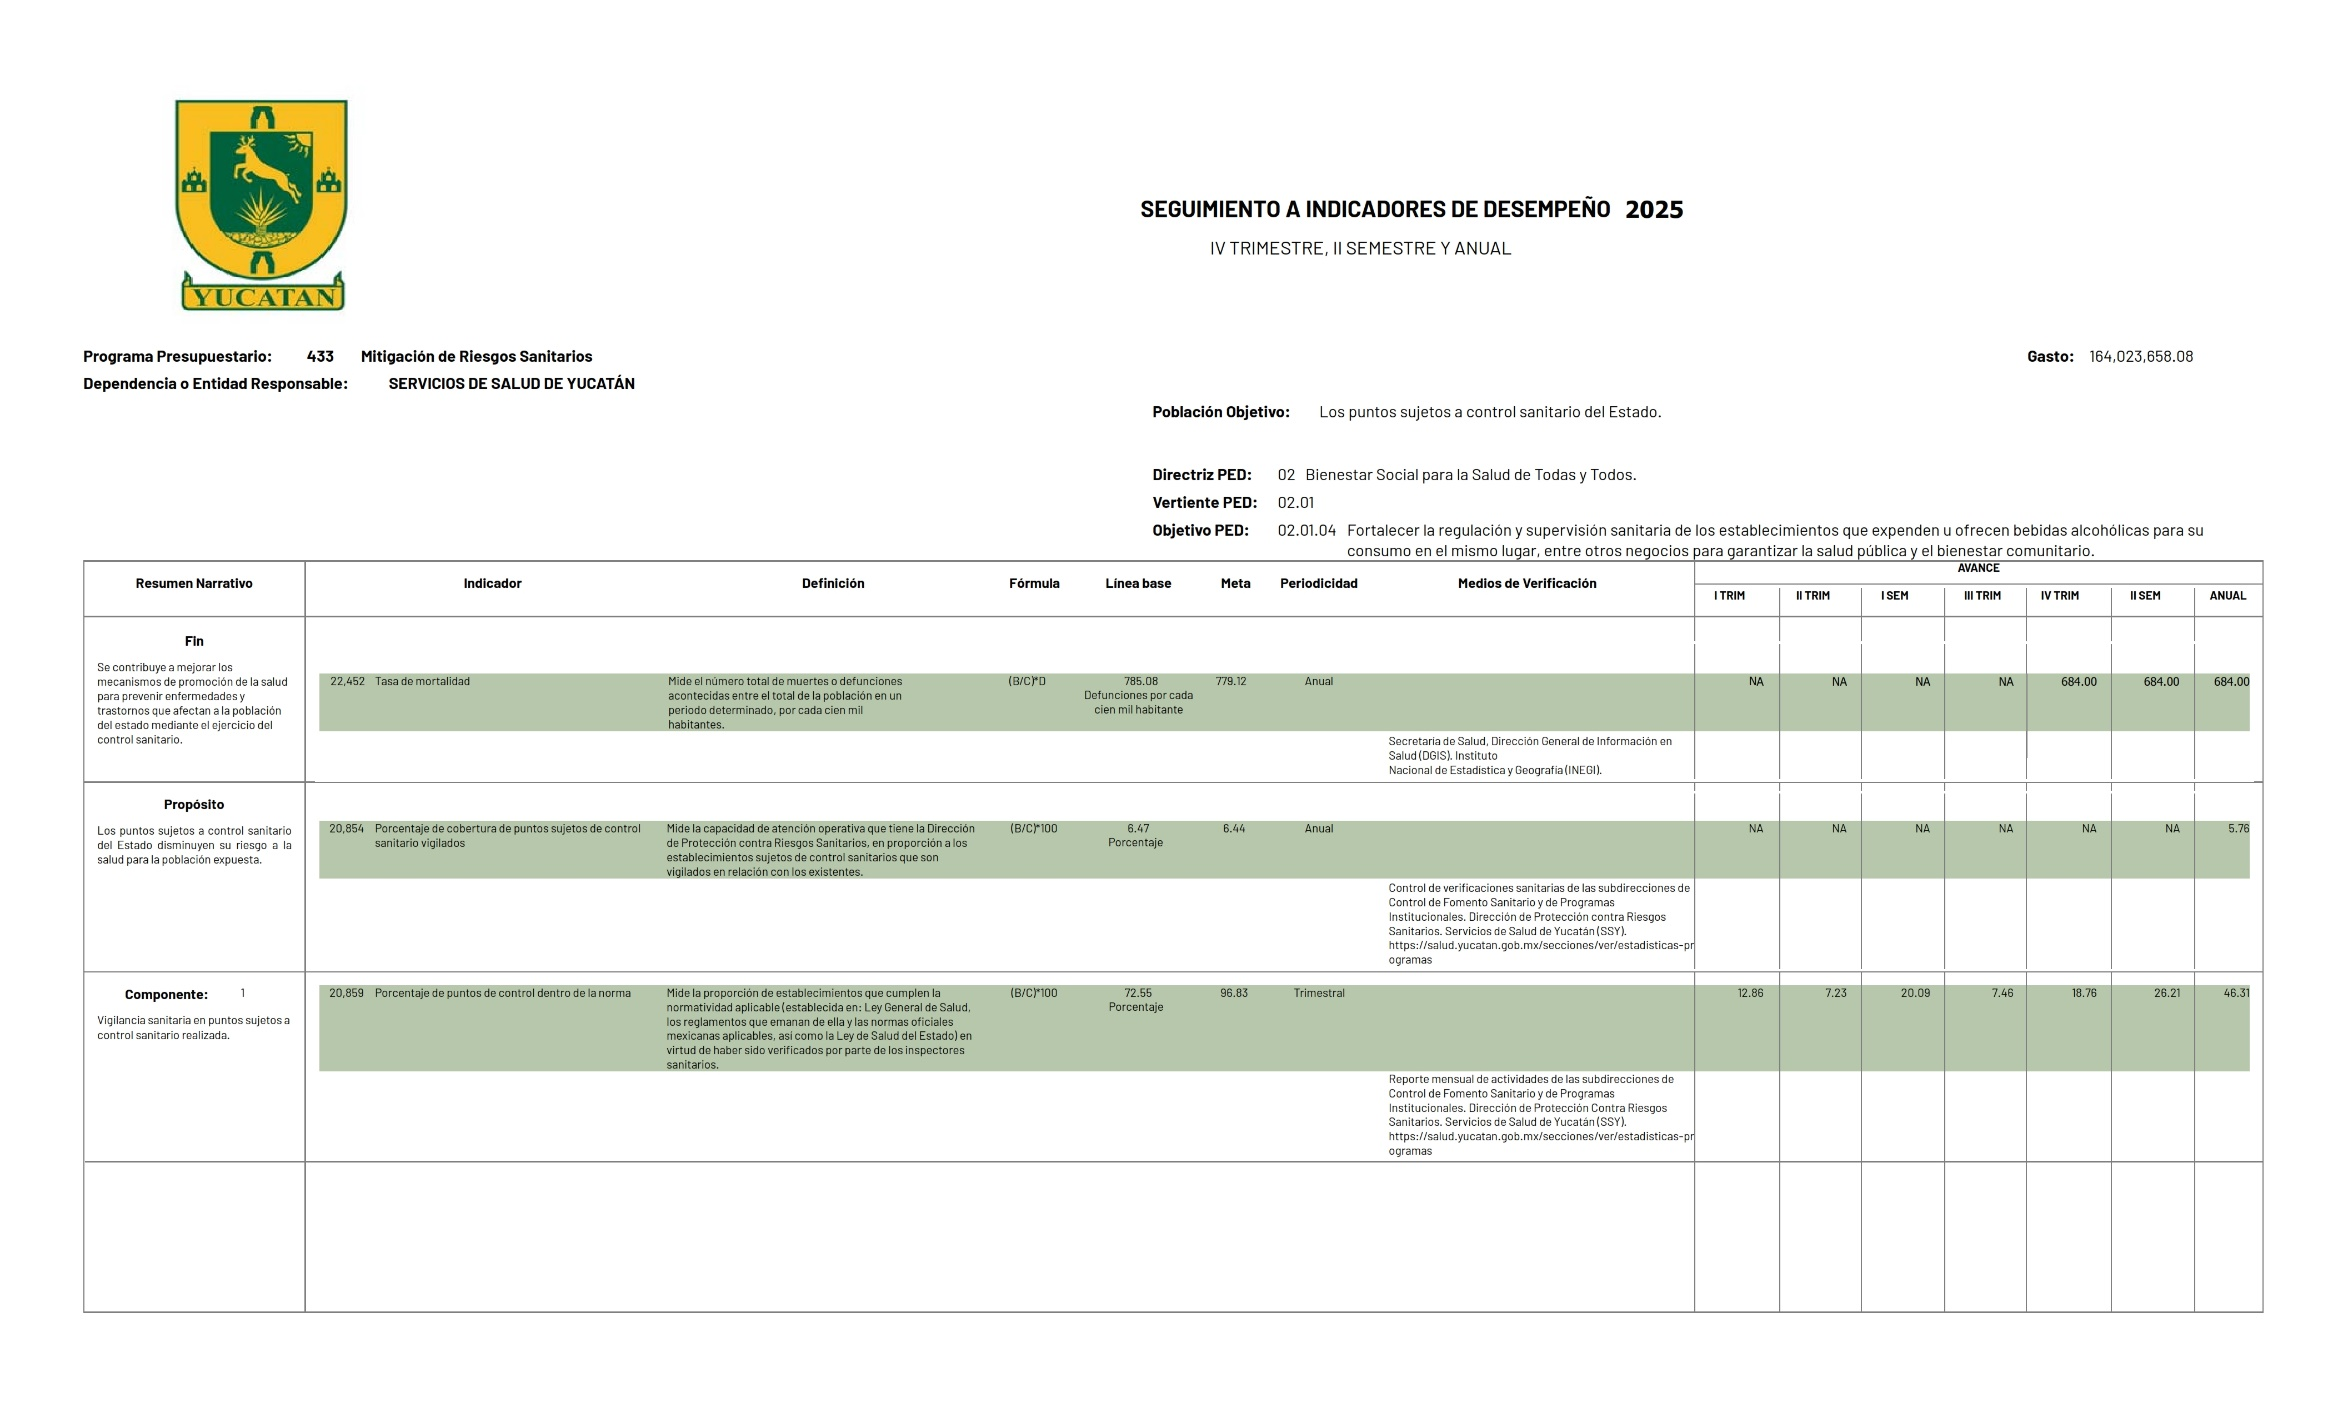 YUCATAN
SEGUIMIENTO A INDICADORES DE DESEMPEÑO 2025
IV TRIMESTRE, II SEMESTRE Y ANUAL
Programa Presupuestario: 433 Mitigación de Riesgos Sanitarios
Gasto: 164,023,658.08
Dependencia o Entidad Responsable: SERVICIOS DE SALUD DE YUCATÁN
Población Objetivo: Los puntos sujetos a control sanitario del Estado.
Directriz PED: 02 Bienestar Social para la Salud de Todas y Todos.
Vertiente PED: 02.01
Objetivo PED: 02.01.04 Fortalecer la regulación y supervisión sanitaria de los establecimientos que expenden u ofrecen bebidas alcohólicas para su
consumo en el mismo lugar, entre otros negocios para garantizar la salud pública y el bienestar comunitario.
Resumen Narrativo Indicador Definición Fórmula Línea base Meta Periodicidad Medios de Verificación
AVANCE
I TRIM II TRIM I SEM III TRIM IV TRIM II SEM ANUAL
Fin
Se contribuye a mejorar los
mecanismos de promoción de la salud
para prevenir enfermedades y
trastornos que afectan a la población
del estado mediante el ejercicio del
control sanitario.
22,452 Tasa de mortalidad
Mide el número total de muertes o defunciones
acontecidas entre el total de la población en un
periodo determinado, por cada cien mil
habitantes.
(B/C)*D
785.08
Defunciones por cada
cien mil habitante
779.12
Anual
NA NA NA NA 684.00 684.00 684.00
Secretaría de Salud, Dirección General de Información en
Salud (DGIS). Instituto
Nacional de Estadística y Geografía (INEGI).
Propósito
Los puntos sujetos a control sanitario
del Estado disminuyen su riesgo a la
salud para la población expuesta.
20,854 Porcentaje de cobertura de puntos sujetos de control
sanitario vigilados
Mide la capacidad de atención operativa que tiene la Dirección
de Protección contra Riesgos Sanitarios, en proporción a los
establecimientos sujetos de control sanitarios que son
vigilados en relación con los existentes.
(B/C)*100
6.47
Porcentaje
6.44
Anual
NA NA NA NA NA NA 5.76
Control de verificaciones sanitarias de las subdirecciones de
Control de Fomento Sanitario y de Programas
Institucionales. Dirección de Protección contra Riesgos
Sanitarios. Servicios de Salud de Yucatán (SSY).
https://salud.yucatan.gob.mx/secciones/ver/estadisticas-pr
ogramas
Componente: 1
Vigilancia sanitaria en puntos sujetos a
control sanitario realizada.
20,859 Porcentaje de puntos de control dentro de la norma
Mide la proporción de establecimientos que cumplen la
normatividad aplicable (establecida en: Ley General de Salud,
los reglamentos que emanan de ella y las normas oficiales
mexicanas aplicables, así como la Ley de Salud del Estado) en
virtud de haber sido verificados por parte de los inspectores
sanitarios.
(B/C)*100
72.55
Porcentaje
96.83
Trimestral
12.86 7.23 20.09 7.46 18.76 26.21 46.31
Reporte mensual de actividades de las subdirecciones de
Control de Fomento Sanitario y de Programas
Institucionales. Dirección de Protección Contra Riesgos
Sanitarios. Servicios de Salud de Yucatán (SSY).
https://salud.yucatan.gob.mx/secciones/ver/estadisticas-pr
ogramas